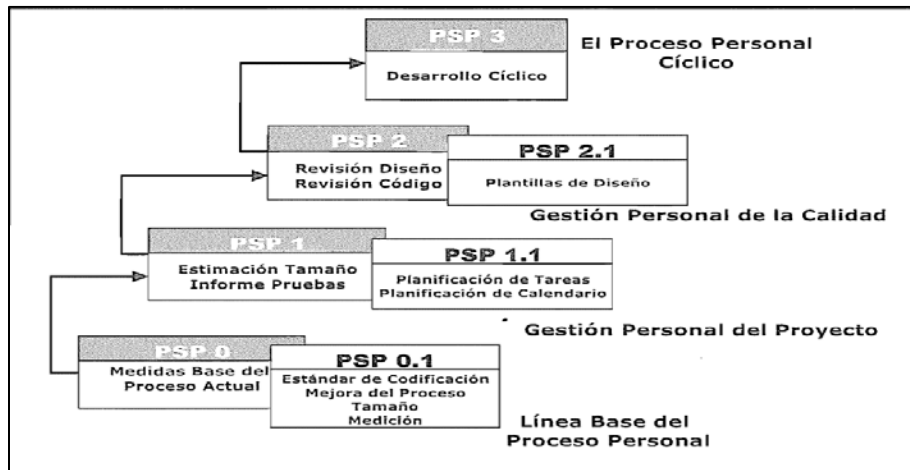 PSP 3
Desarrollo Cíclico
El Proceso Personal
Cíclico
PSP 2
Revisión Diseño
Revisión Código
PSP 2.1
Plantillas de Diseño
Gestión Personal de la Calidad
PSP 1
Estimación Tamaño
Informe Pruebas
PSP 1.1
Planificación de Tareas
Planificación de Calendario
Gestión Personal del Proyecto
PSP 0
Medidas Base del
Proceso Actual
PSP 0.1
Estándar de Codificación
Mejora del Proceso
Tamaño
Medición
Línea Base del
Proceso Personal